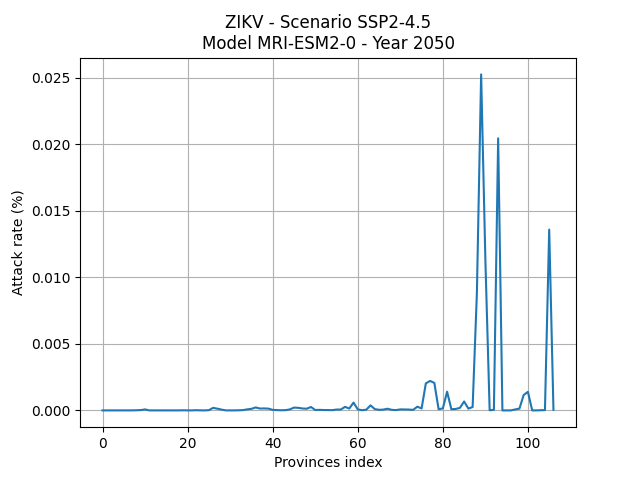 ZIKV - Scenario SSP2-4.5
Model MRI-ESM2-0 - Year 2050
0.025
0.020
0.015
0.010
0.005
0.000
Attack rate (%)
0 20 40 60 80 100
Provinces index